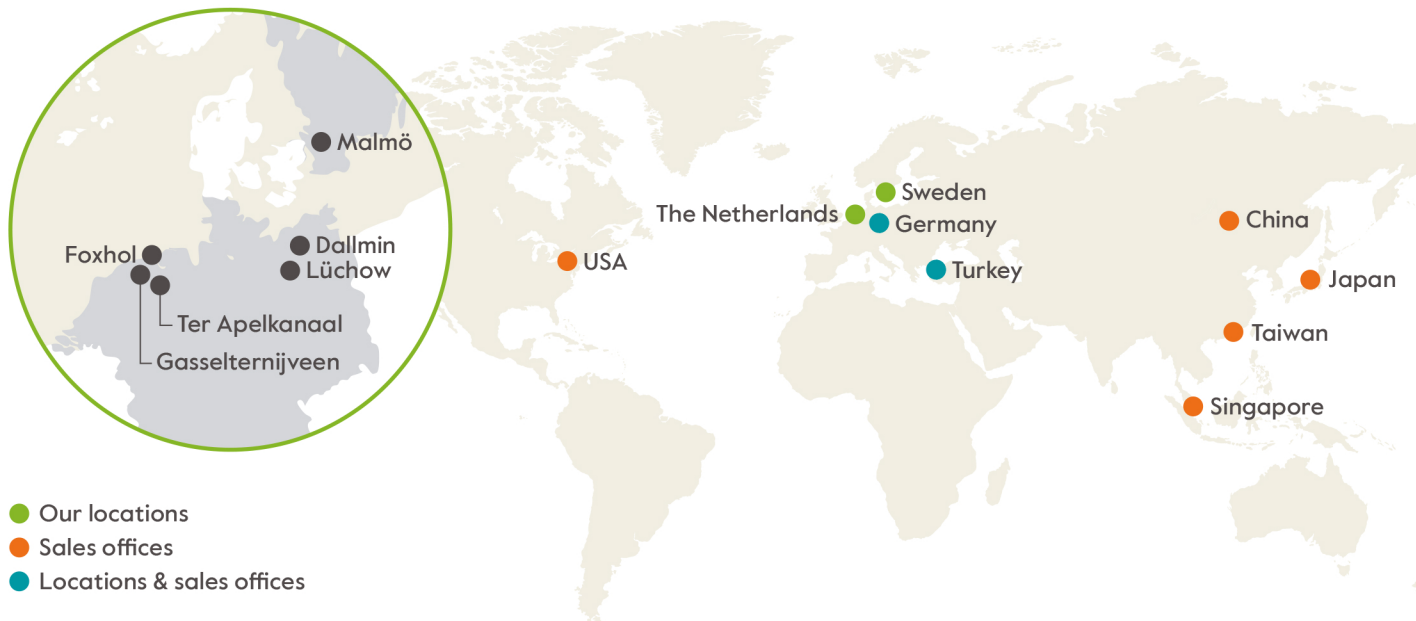 Malmö
Foxhol
Dallmin
Lüchow
Ter Apelkanaal
Gasselternijveen
Sweden
The Netherlands
Germany
USA
Turkey
China
Japan
Taiwan
Singapore
Our locations
Sales offices
Locations & sales offices